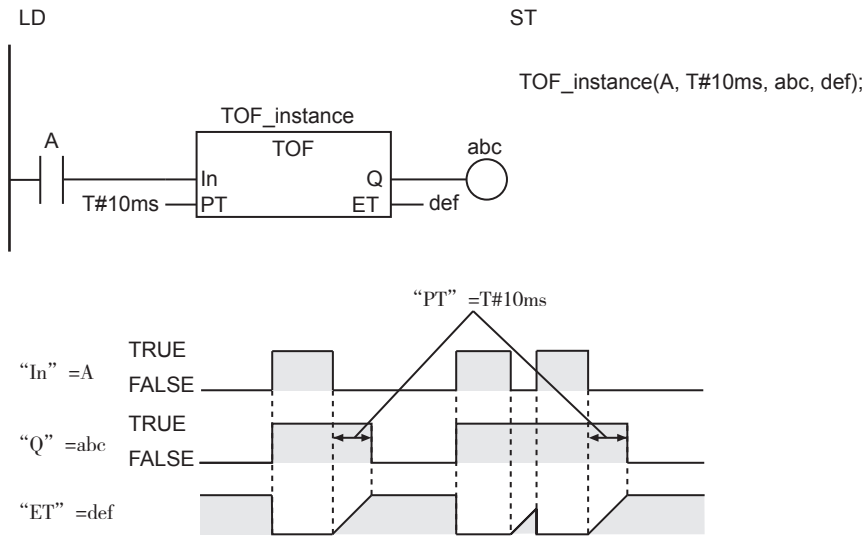 LD
ST
TOF_instance(A, T#10ms, abc, def);
TOF_instance
A
TOF
abc
In
Q
T#10ms
PT
ET
def
“PT” =T#10ms
“In” =A
TRUE
FALSE
“Q” =abc
TRUE
FALSE
“ET” =def